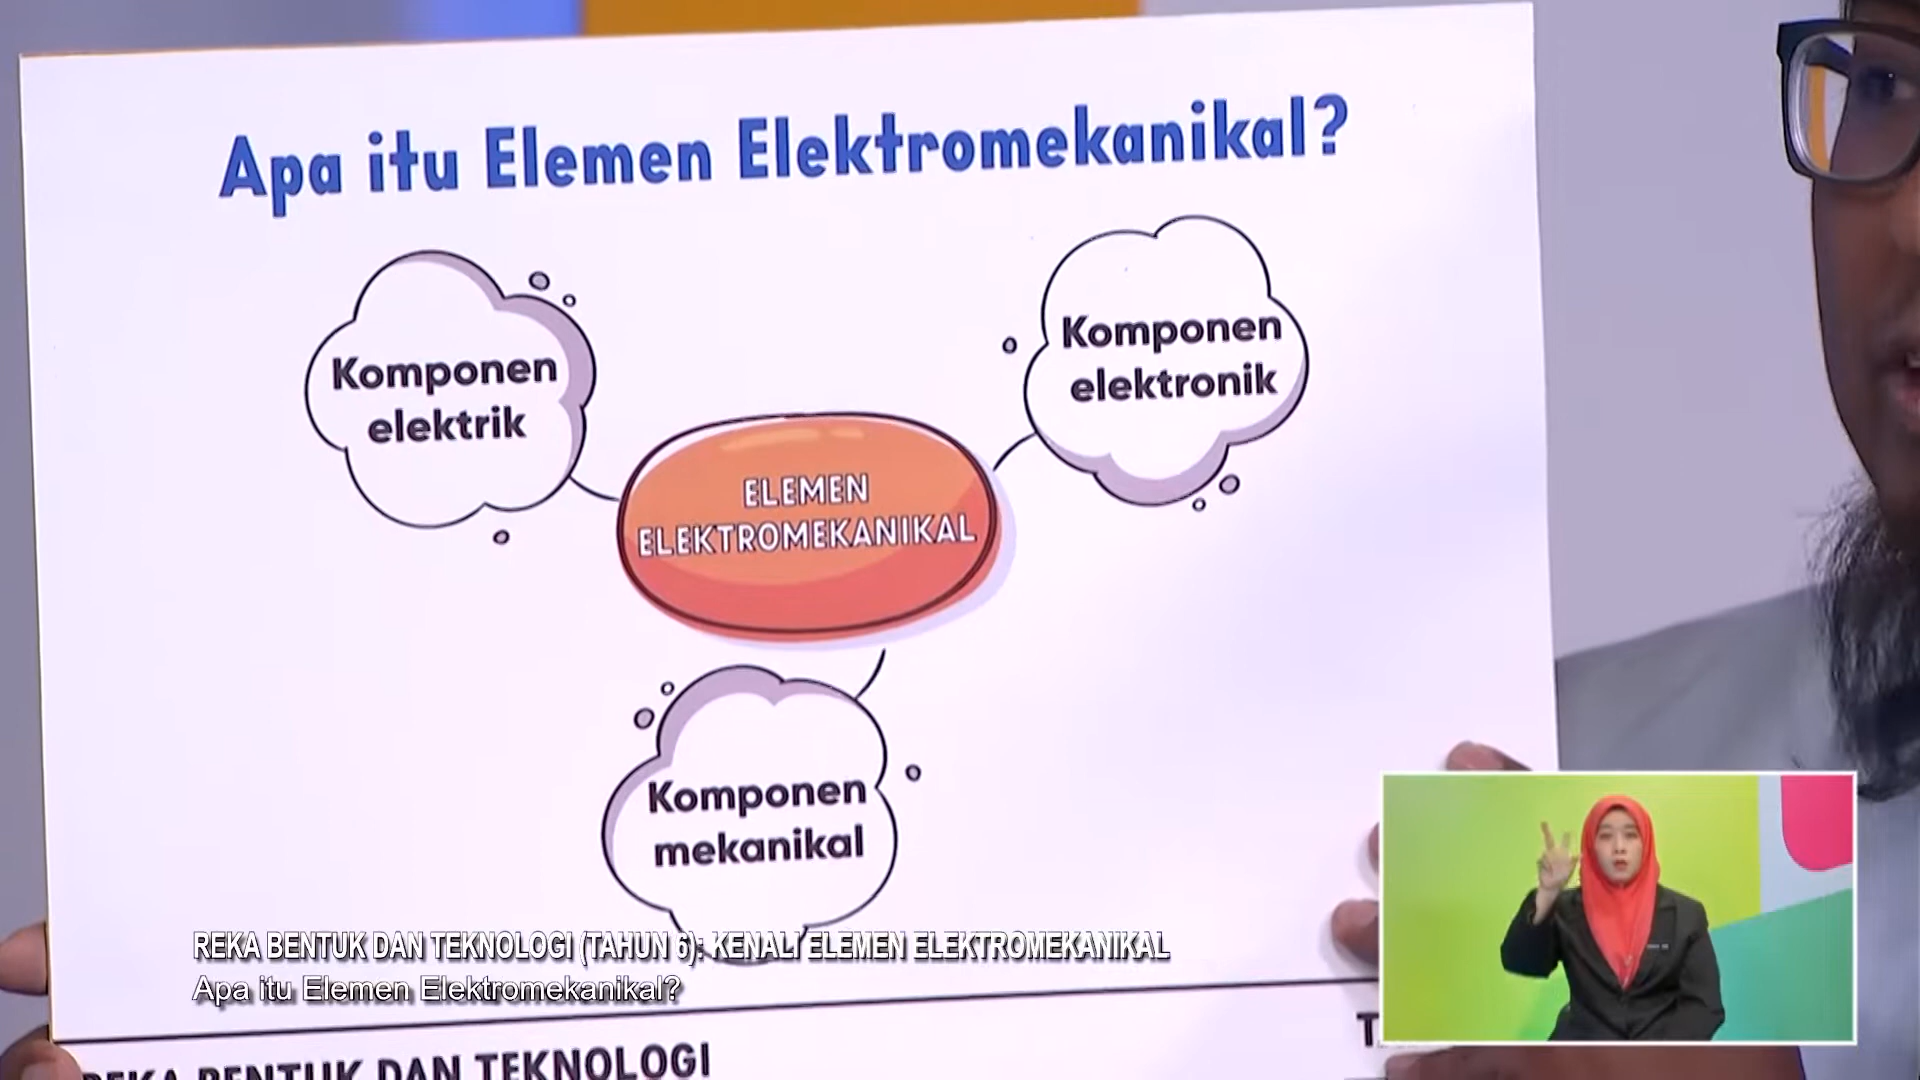 Apa itu Elemen Elektromekanikal?
Komponen
elektrik
Komponen
elektronik
ELEMEN
ELEKTROMEKANIKAL
Komponen
mekanikal
REKA BENTUK DAN TEKNOLOGI (TAHUN 6): KENALI ELEMEN ELEKTROMEKANIKAL
Apa itu Elemen Elektromekanikal?
REKA BENTUK DAN TEKNOLOGI